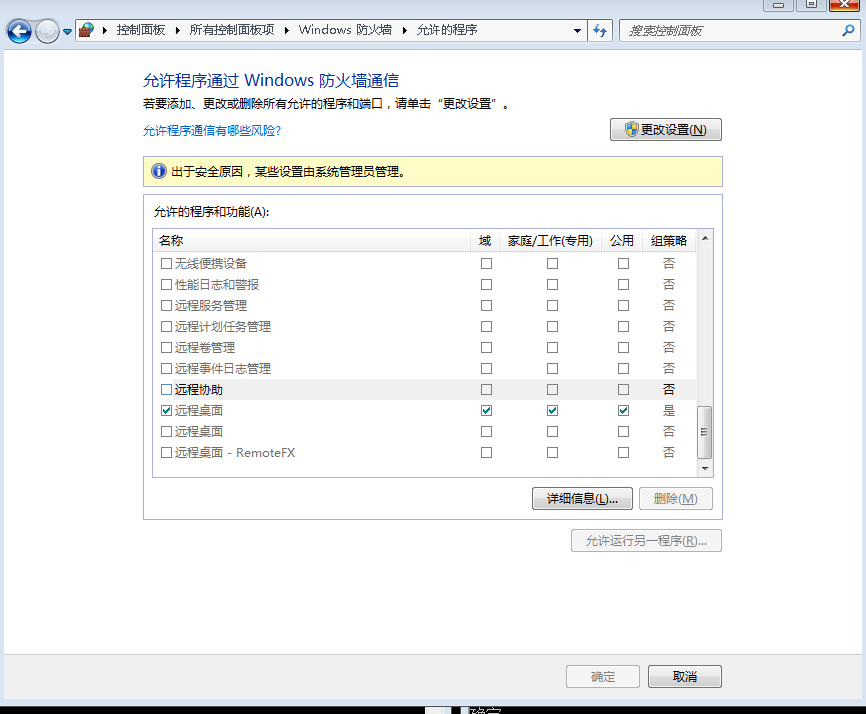 控制面板 所有控制面板项 Windows 防火墙 允许的程序 搜索控制面板
允许程序通过 Windows 防火墙通信
若要添加、更改或删除所有允许的程序和端口，请单击“更改设置”。
允许程序通信有哪些风险?
更改设置(N)
出于安全原因，某些设置由系统管理员管理。
允许的程序和功能(A):
名称 域 家庭/工作(专用) 公用 组策略
无线便携设备 否
性能日志和警报 否
远程服务管理 否
远程计划任务管理 否
远程卷管理 否
远程事件日志管理 否
远程协助 否
远程桌面 是
远程桌面 否
远程桌面 - RemoteFX 否
详细信息(L)... 删除(M)
允许运行另一程序(R)...
确定 取消